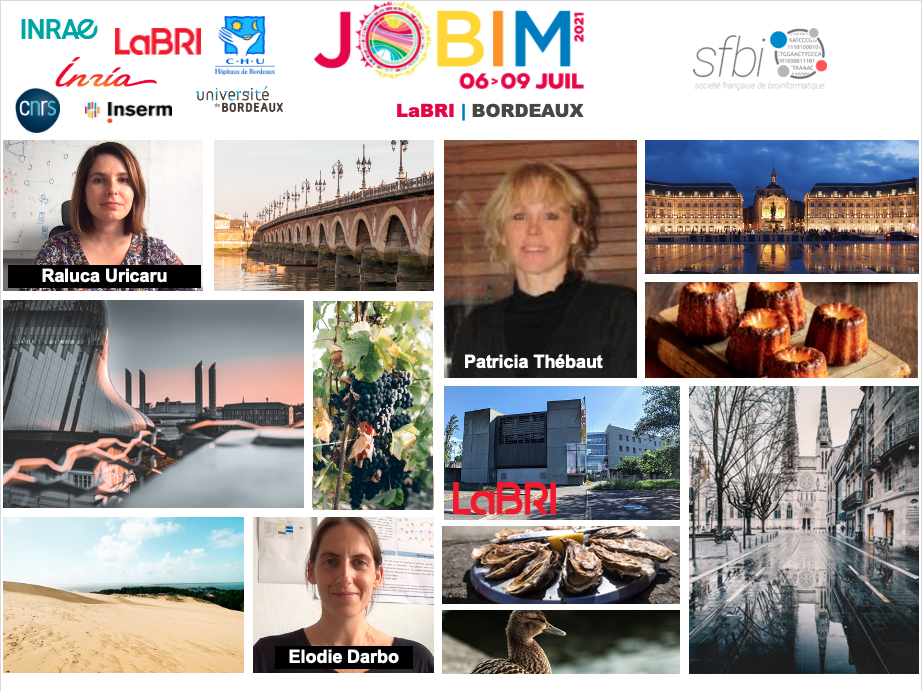 INRAE
LaBRI
C·H·U
Hôpitaux de Bordeaux
Inria
cnrs
Inserm
université
de BORDEAUX
JOBIM
2021
06>09 JUIL
LaBRI | BORDEAUX
sfbi
société française de bioinformatique
Raluca Uricaru
Patricia Thébaut
LaBRI
Elodie Darbo